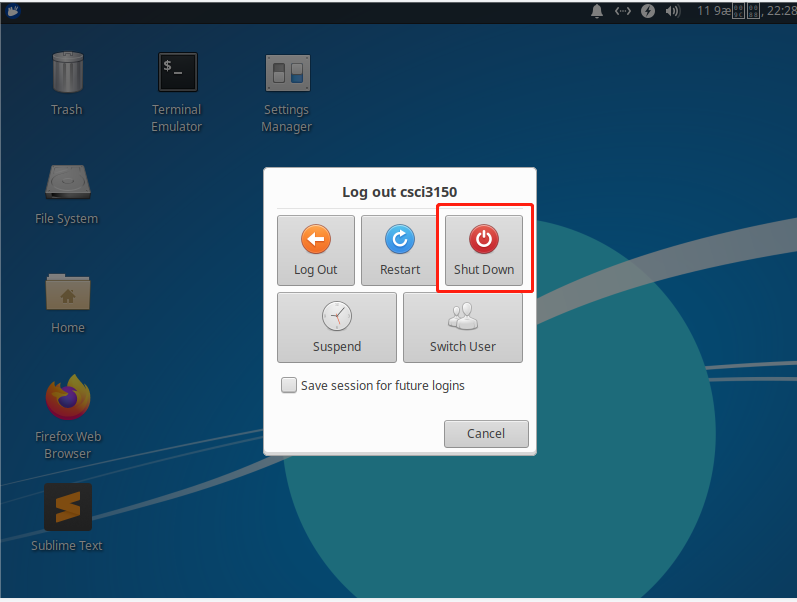 11 9æ, 22:28
Trash
Terminal
Emulator
Settings
Manager
File System
Home
Firefox Web
Browser
Sublime Text
$_
Log out csci3150
Log Out
Restart
Shut Down
Suspend
Switch User
Save session for future logins
Cancel